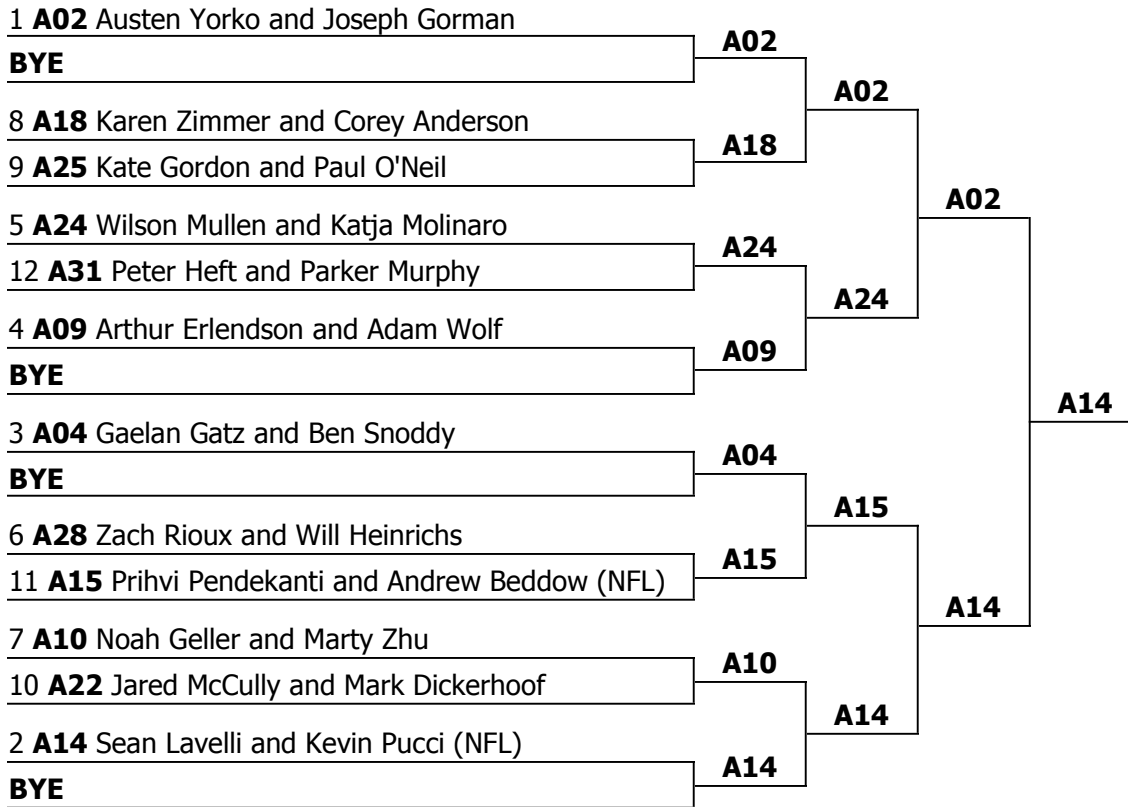 1 A02 Austen Yorko and Joseph Gorman
BYE
8 A18 Karen Zimmer and Corey Anderson
9 A25 Kate Gordon and Paul O'Neil
5 A24 Wilson Mullen and Katja Molinaro
12 A31 Peter Heft and Parker Murphy
4 A09 Arthur Erlendson and Adam Wolf
BYE
3 A04 Gaelan Gatz and Ben Snoddy
BYE
6 A28 Zach Rioux and Will Heinrichs
11 A15 Prihvi Pendekanti and Andrew Beddow (NFL)
7 A10 Noah Geller and Marty Zhu
10 A22 Jared McCully and Mark Dickerhoof
2 A14 Sean Lavelli and Kevin Pucci (NFL)
BYE
A02
A18
A24
A09
A04
A15
A10
A14
A02
A24
A15
A14
A02
A14
A14